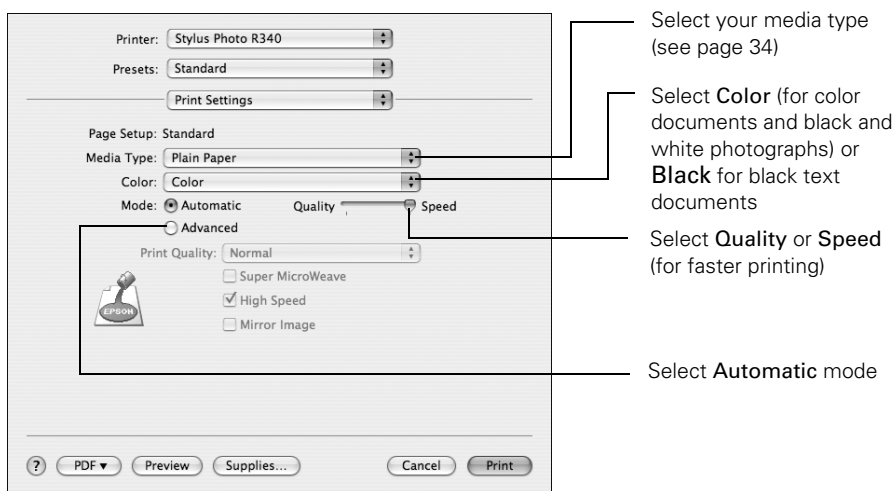 Printer: Stylus Photo R340
Presets: Standard
Print Settings
Page Setup: Standard
Media Type: Plain Paper
Color: Color
Mode: Automatic Quality Speed
Advanced
Print Quality: Normal
Super MicroWeave
High Speed
Mirror Image
EPSON
? PDF▼ Preview Supplies... Cancel Print
Select your media type
(see page 34)
Select Color (for color
documents and black and
white photographs) or
Black for black text
documents
Select Quality or Speed
(for faster printing)
Select Automatic mode